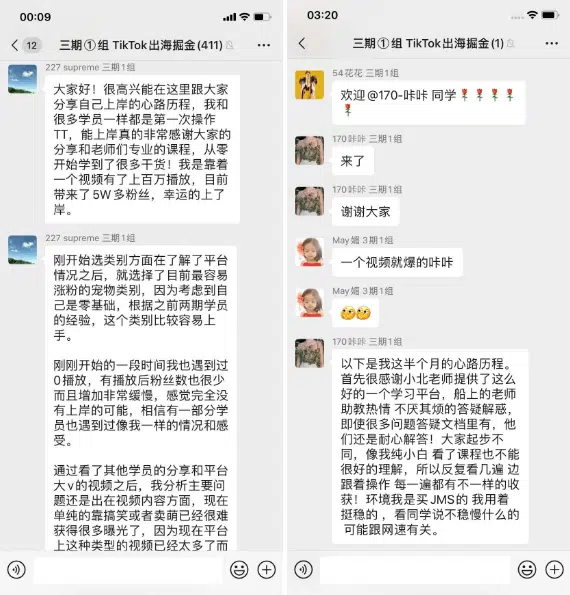 00:09
12
三期①组 TikTok出海掘金(411)
227 supreme 三期1组
大家好！很高兴能在这里跟大家
分享自己上岸的心路历程，我和
很多学员一样都是第一次操作
TT，能上岸真的非常感谢大家的
分享和老师们专业的课程，从零
开始学到了很多干货！我是靠着
一个视频有了上百万播放，目前
带来了5W多粉丝，幸运的上了
岸。
227 supreme 三期1组
刚开始选类别方面在了解了平台
情况之后，就选择了目前最容易
涨粉的宠物类别，因为考虑到自
己是零基础，根据之前两期学员
的经验，这个类别比较容易上
手。
刚刚开始的一段时间我也遇到过
0播放，有播放后粉丝数也很少
而且增加非常缓慢，感觉完全没
有上岸的可能，相信有一部分学
员也遇到过像我一样的情况和感
受。
通过看了其他学员的分享和平台
大v的视频之后，我分析主要问
题还是出在视频内容方面，现在
单纯的靠搞笑或者卖萌已经很难
获得很多曝光了，因为现在平台
上这种类型的视频已经太多了而
03:20
三期①组 TikTok出海掘金(1)
54花花 三期1组
欢迎 @170-咔咔 同学
170咔咔 三期1组
来了
170咔咔 三期1组
谢谢大家
May媚 3期1组
一个视频就爆的咔咔
May媚 3期1组
170咔咔 三期1组
以下是我这半个月的心路历程。
首先很感谢小北老师提供了这么
好的一个学习平台，船上的老师
助教热情 不厌其烦的答疑解惑，
即使很多问题答疑文档里有，他
们还是耐心解答！大家起步不
同，像我纯小白 看了课程也不能
很好的理解，所以反复看几遍 边
跟着操作 每一遍都有不一样的收
获！环境我是买JMS的 我用着
挺稳的 ，看同学说不稳慢什么的
可能跟网速有关。